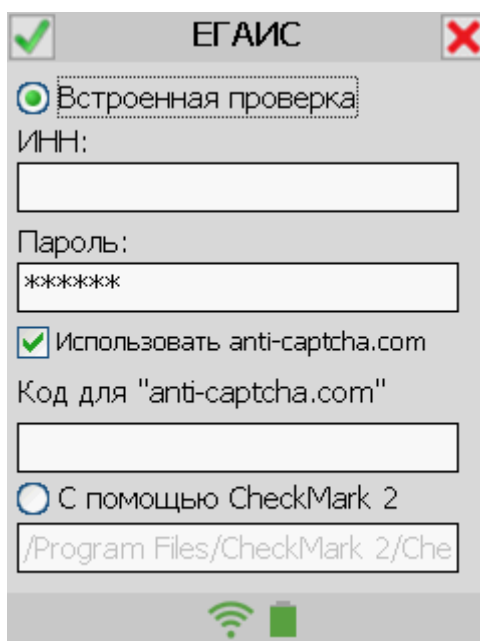 ЕГАИС
Встроенная проверка
ИНН:
Пароль:
******
Использовать anti-captcha.com
Код для "anti-captcha.com"
С помощью CheckMark 2
/Program Files/CheckMark 2/Che